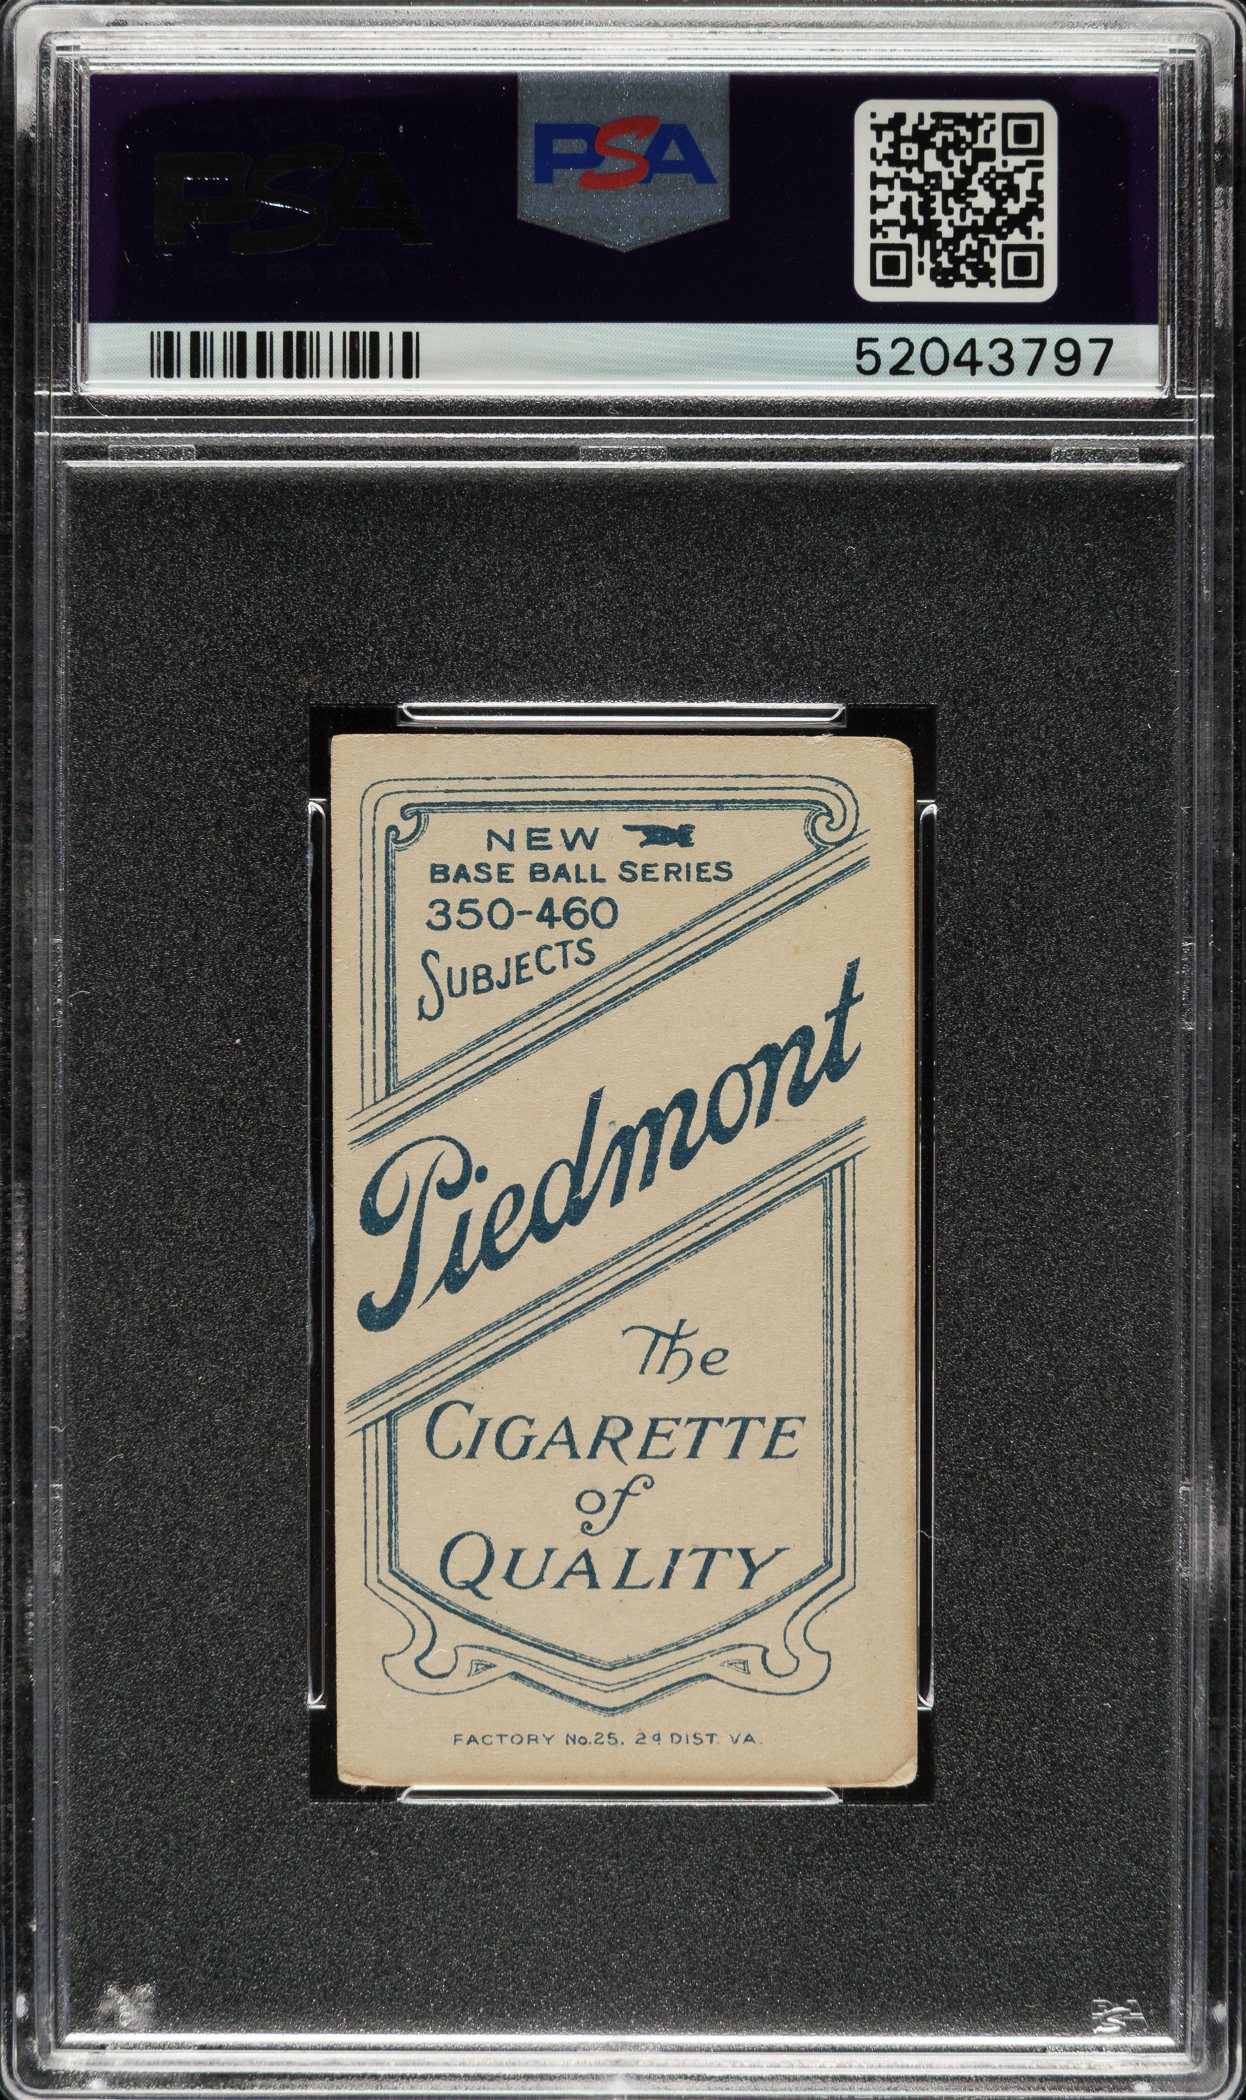 PSA
PSA
52043797
NEW
BASE BALL SERIES
350-460
SUBJECTS
Piedmont
The
CIGARETTE
of
QUALITY
FACTORY No.25. 2d DIST. VA.
PSA